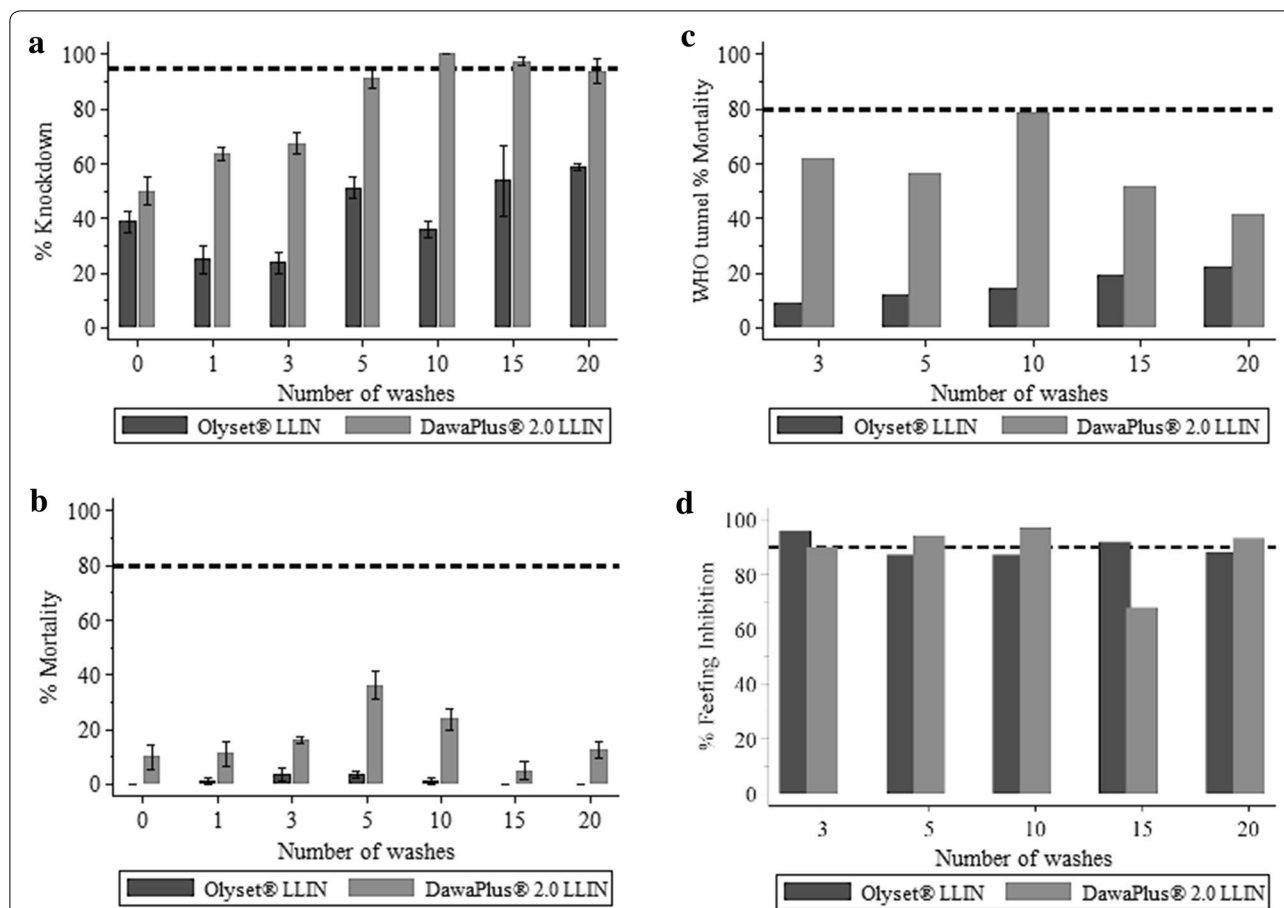 a
% Knockdown
100
80
60
40
20
0
0 1 3 5 10 15 20
Number of washes
Olyset® LLIN DawaPlus® 2.0 LLIN
b
% Mortality
100
80
60
40
20
0
0 1 3 5 10 15 20
Number of washes
Olyset® LLIN DawaPlus® 2.0 LLIN
c
WHO tunnel % Mortality
100
80
60
40
20
0
3 5 10 15 20
Number of washes
Olyset® LLIN DawaPlus® 2.0 LLIN
d
% Feefing Inhibition
100
80
60
40
20
0
3 5 10 15 20
Number of washes
Olyset® LLIN DawaPlus® 2.0 LLIN